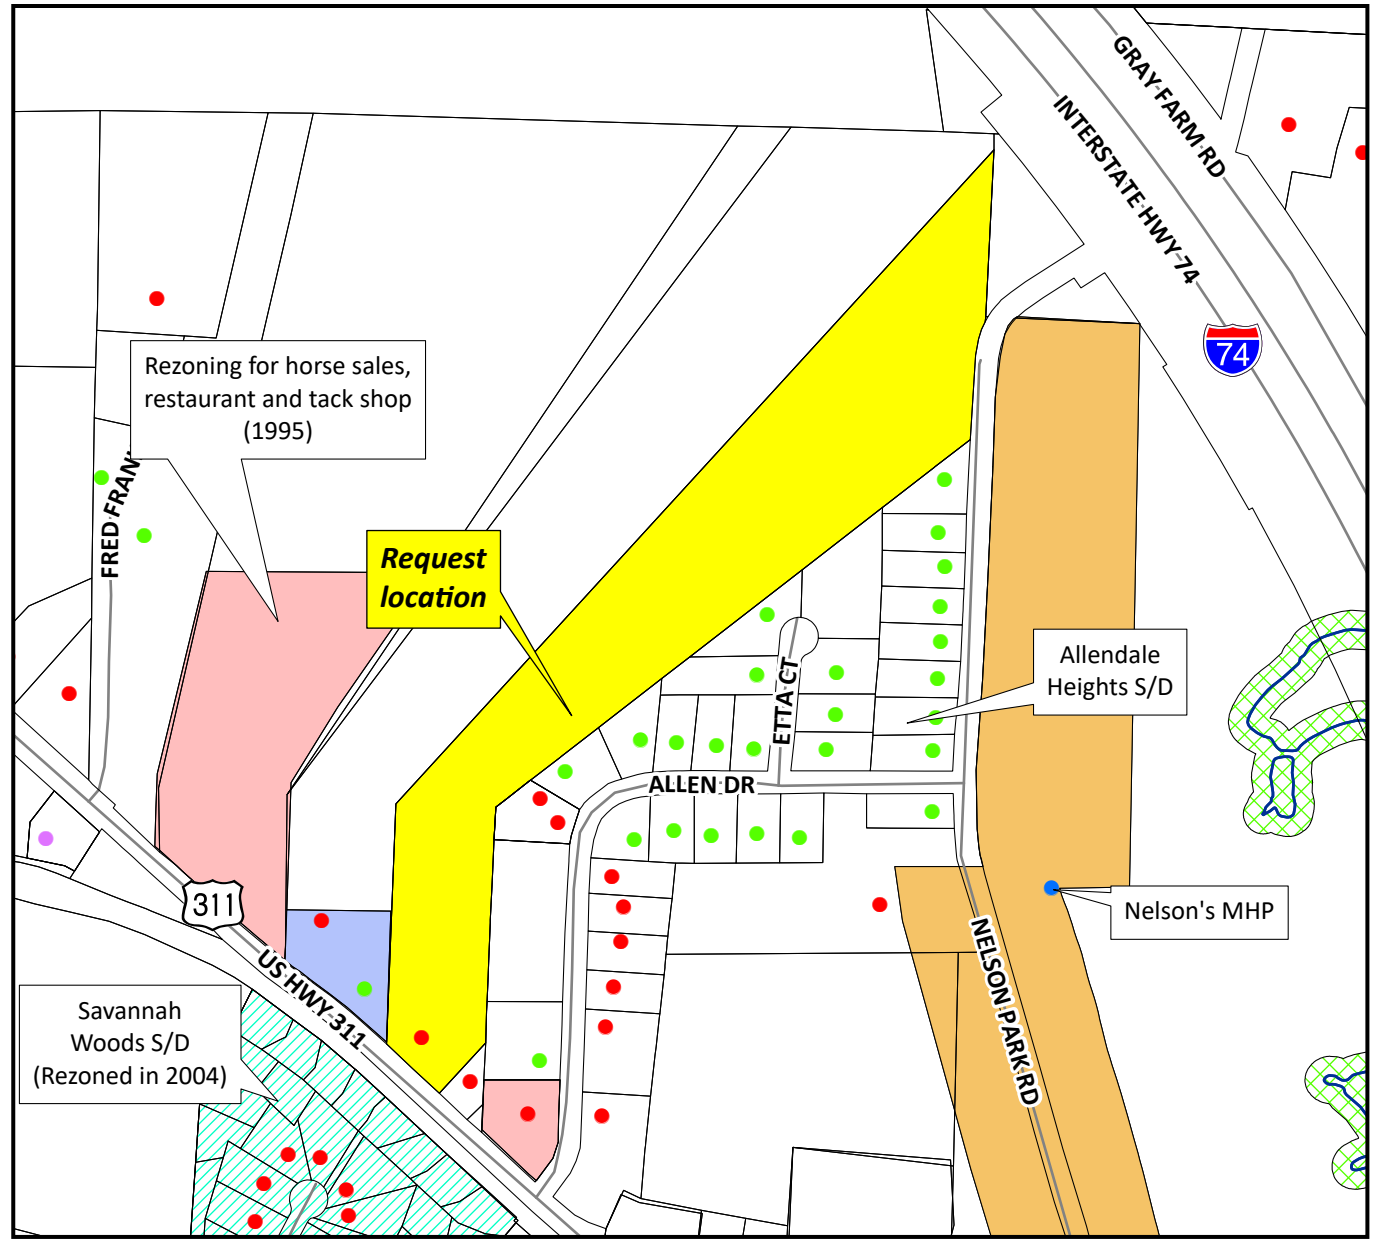 GRAY FARM RD
INTERSTATE HWY 74
74
Rezoning for horse sales,
restaurant and tack shop
(1995)
FRED FRAN
Request
location
Allendale
Heights S/D
ETTA CT
ALLEN DR
311
Nelson's MHP
US HWY 311
NELSON PARK RD
Savannah
Woods S/D
(Rezoned in 2004)